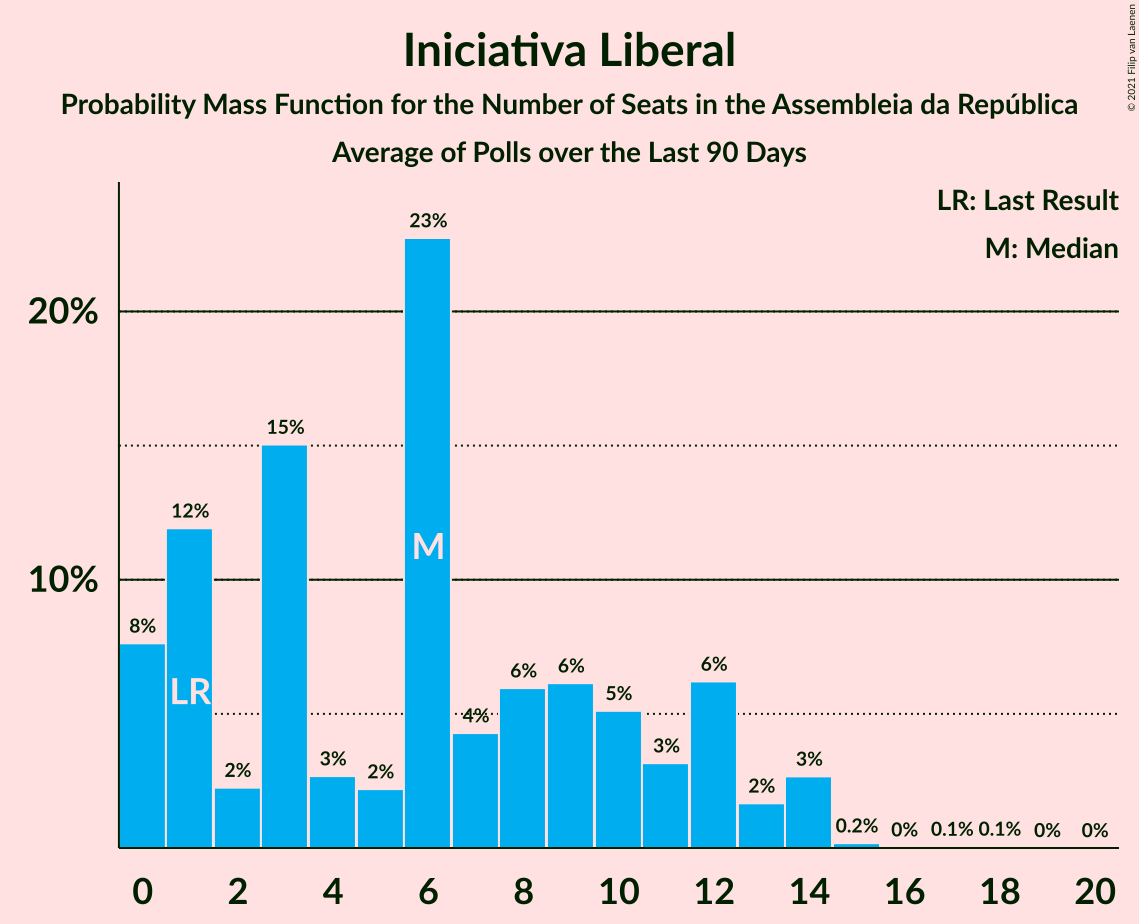 Iniciativa Liberal
Probability Mass Function for the Number of Seats in the Assembleia da República
Average of Polls over the Last 90 Days
© 2021 Filip van Laenen
LR: Last Result
M: Median
20%
10%
8%
12%
2%
15%
3%
2%
23%
4%
6%
6%
5%
3%
6%
2%
3%
0.2%
0%
0.1%
0.1%
0%
0%
LR
M
0 2 4 6 8 10 12 14 16 18 20